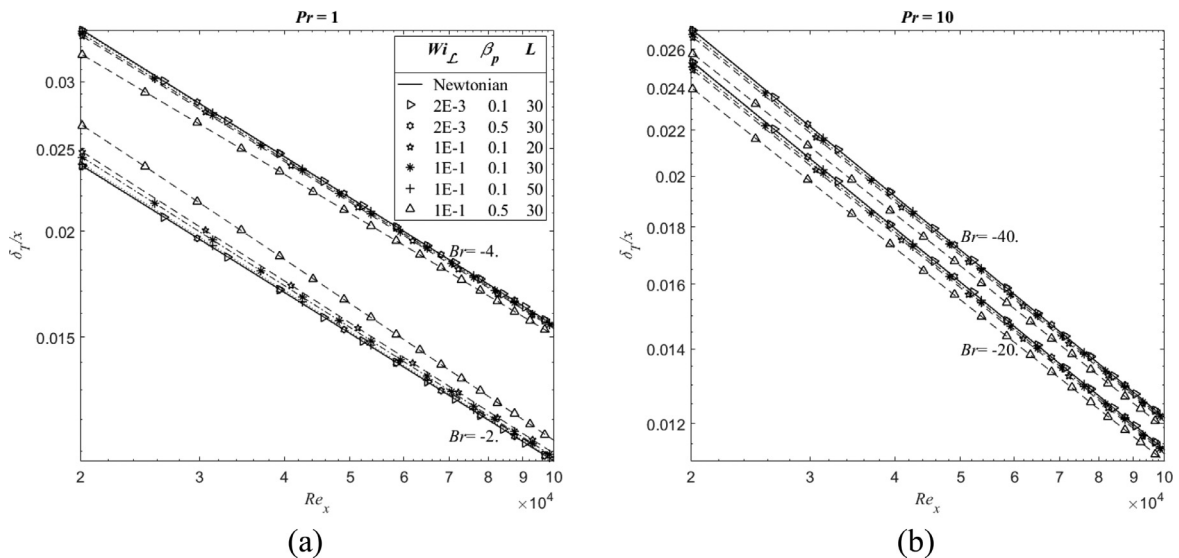 Pr = 1
Wi_ℒ β_p L
Newtonian
2E-3 0.1 30
2E-3 0.5 30
1E-1 0.1 20
1E-1 0.1 30
1E-1 0.1 50
1E-1 0.5 30
0.03
0.025
0.02
0.015
δ_T/x
Br= -4.
Br= -2.
2 3 4 5 6 7 8 9 10
×10^4
Re_x
(a)
Pr = 10
0.026
0.024
0.022
0.02
0.018
0.016
0.014
0.012
δ_T/x
Br= -40.
Br= -20.
2 3 4 5 6 7 8 9 10
×10^4
Re_x
(b)